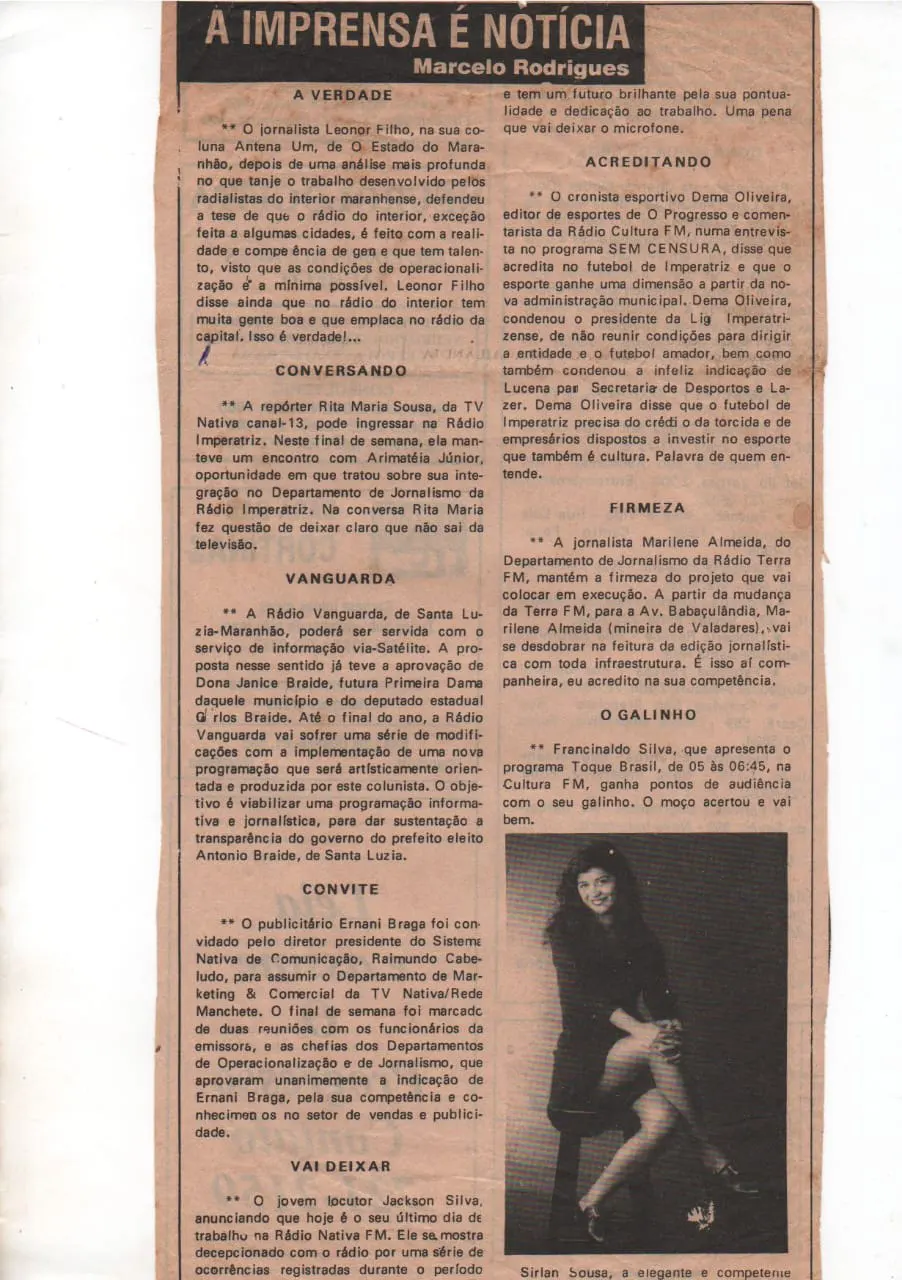 A IMPRENSA É NOTÍCIA
Marcelo Rodrigues
A VERDADE
** O jornalista Leonor Filho, na sua co-
luna Antena Um, de O Estado do Mara-
nhão, depois de uma análise mais profunda
no que tanje o trabalho desenvolvido pelos
radialistas do interior maranhense, defendeu
a tese de que o rádio do interior, exceção
feita a algumas cidades, é feito com a reali-
dade e compe ência de gen e que tem talen-
to, visto que as condições de operacionali-
zação é a mínima possível. Leonor Filho
disse ainda que no rádio do interior tem
muita gente boa e que emplaca no rádio da
capital. Isso é verdade!...
CONVERSANDO
** A repórter Rita Maria Sousa, da TV
Nativa canal-13, pode ingressar na Rádio
Imperatriz. Neste final de semana, ela man-
teve um encontro com Arimatéia Júnior,
oportunidade em que tratou sobre sua inte-
gração no Departamento de Jornalismo da
Rádio Imperatriz. Na conversa Rita Maria
fez questão de deixar claro que não sai da
televisão.
VANGUARDA
** A Rádio Vanguarda, de Santa Lu-
zia-Maranhão, poderá ser servida com o
serviço de informação via-Satélite. A pro-
posta nesse sentido já teve a aprovação de
Dona Janice Braide, futura Primeira Dama
daquele município e do deputado estadual
Carlos Braide. Até o final do ano, a Rádio
Vanguarda vai sofrer uma série de modifi-
cações com a implementação de uma nova
programação que será artísticamente orien-
tada e produzida por este colunista. O obje-
tivo é viabilizar uma programação informa-
tiva e jornalística, para dar sustentação a
transparência do governo do prefeito eleito
Antonio Braide, de Santa Luzia.
CONVITE
** O publicitário Ernani Braga foi con-
vidado pelo diretor presidente do Sistema
Nativa de Comunicação, Raimundo Cabe-
ludo, para assumir o Departamento de Mar-
keting & Comercial da TV Nativa/Rede
Manchete. O final de semana foi marcado
de duas reuniões com os funcionários da
emissora, e as chefias dos Departamentos
de Operacionalização e de Jornalismo, que
aprovaram unanimemente a indicação de
Ernani Braga, pela sua competência e co-
nhecimen os no setor de vendas e publici-
dade.
VAI DEIXAR
** O jovem locutor Jackson Silva,
anunciando que hoje é o seu último dia de
trabalho na Rádio Nativa FM. Ele se mostra
decepcionado com o rádio por uma série de
ocorrências registradas durante o período
e tem um futuro brilhante pela sua pontua-
lidade e dedicação ao trabalho. Uma pena
que vai deixar o microfone.
ACREDITANDO
** O cronista esportivo Dema Oliveira,
editor de esportes de O Progresso e comen-
tarista da Rádio Cultura FM, numa entrevis-
ta no programa SEM CENSURA, disse que
acredita no futebol de Imperatriz e que o
esporte ganhe uma dimensão a partir da no-
va administração municipal. Dema Oliveira,
condenou o presidente da Lig Imperatri-
zense, de não reunir condições para dirigir
a entidade e o futebol amador, bem como
também condenou a infeliz indicação de
Lucena par Secretaria de Desportos e La-
zer. Dema Oliveira disse que o futebol de
Imperatriz precisa do crédi o da torcida e de
empresários dispostos a investir no esporte
que também é cultura. Palavra de quem en-
tende.
FIRMEZA
** A jornalista Marilene Almeida, do
Departamento de Jornalismo da Rádio Terra
FM, mantém a firmeza do projeto que vai
colocar em execução. A partir da mudança
da Terra FM, para a Av. Babaçulândia, Ma-
rilene Almeida (mineira de Valadares), vai
se desdobrar na feitura da edição jornalísti-
ca com toda infraestrutura. É isso aí com-
panheira, eu acredito na sua competência.
O GALINHO
** Francinaldo Silva, que apresenta o
programa Toque Brasil, de 05 às 06:45, na
Cultura FM, ganha pontos de audiência
com o seu galinho. O moço acertou e vai
bem.
Sirlan Sousa, a elegante e competente